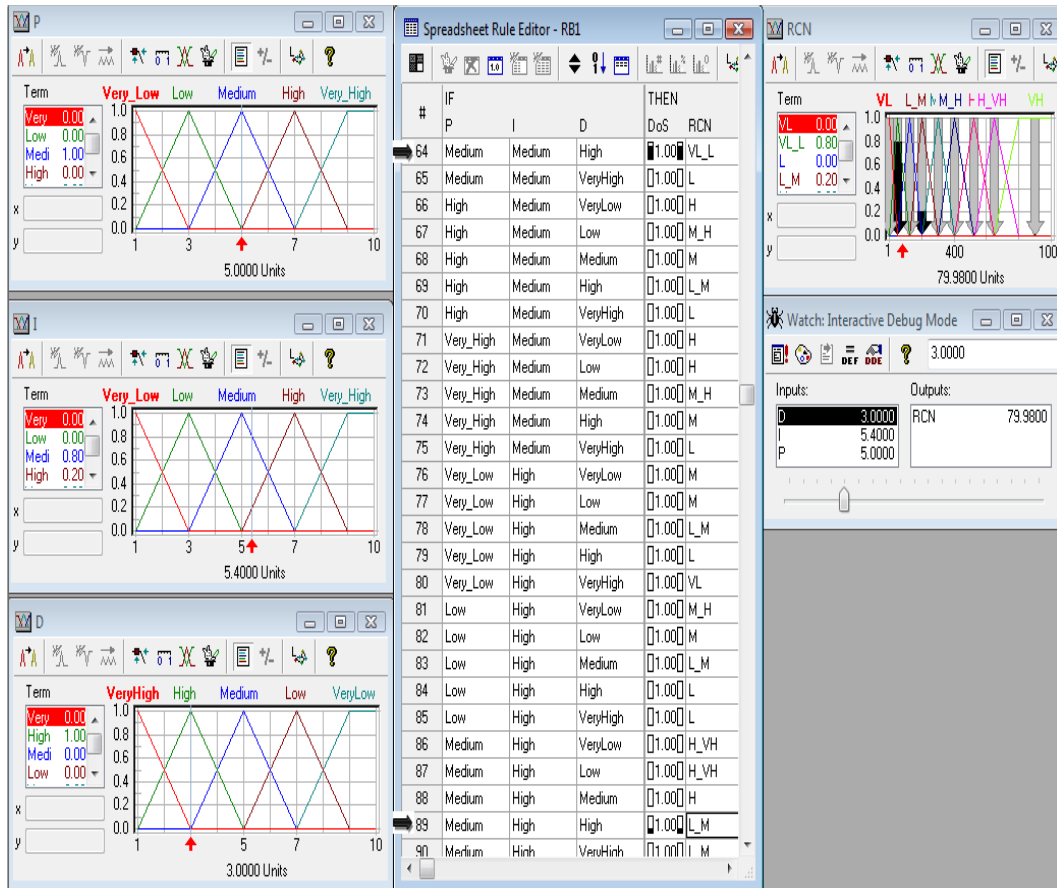 P
Term Very_Low Low Medium High Very_High
Very 0.00
Low 0.00
Medi 1.00
High 0.00
1.0
0.8
0.6
0.4
0.2
0.0
x
y
1 3 7 10
5.0000 Units
I
Term Very_Low Low Medium High Very_High
Very 0.00
Low 0.00
Medi 0.80
High 0.20
1.0
0.8
0.6
0.4
0.2
0.0
x
y
1 3 5 7 10
5.4000 Units
D
Term VeryHigh High Medium Low VeryLow
Very 0.00
High 1.00
Medi 0.00
Low 0.00
1.0
0.8
0.6
0.4
0.2
0.0
x
y
1 5 7 10
3.0000 Units
Spreadsheet Rule Editor - RB1
# IF THEN
P I D DoS RCN
64 Medium Medium High 1.00 VL_L
65 Medium Medium VeryHigh 1.00 L
66 High Medium VeryLow 1.00 H
67 High Medium Low 1.00 M_H
68 High Medium Medium 1.00 M
69 High Medium High 1.00 L_M
70 High Medium VeryHigh 1.00 L
71 Very_High Medium VeryLow 1.00 H
72 Very_High Medium Low 1.00 H
73 Very_High Medium Medium 1.00 M_H
74 Very_High Medium High 1.00 M
75 Very_High Medium VeryHigh 1.00 L
76 Very_Low High VeryLow 1.00 M
77 Very_Low High Low 1.00 M
78 Very_Low High Medium 1.00 L_M
79 Very_Low High High 1.00 L
80 Very_Low High VeryHigh 1.00 VL
81 Low High VeryLow 1.00 M_H
82 Low High Low 1.00 M
83 Low High Medium 1.00 L_M
84 Low High High 1.00 L
85 Low High VeryHigh 1.00 L
86 Medium High VeryLow 1.00 H_VH
87 Medium High Low 1.00 H_VH
88 Medium High Medium 1.00 H
89 Medium High High 1.00 L_M
90 Medium High VeryHigh 1.00 L_M
RCN
Term VL L_M M_H H_VH VH
VL 0.00
VL_L 0.80
L 0.00
L_M 0.20
1.0
0.8
0.6
0.4
0.2
0.0
x
y
1 400 100
79.9800 Units
Watch: Interactive Debug Mode
DEF DDE 3.0000
Inputs: Outputs:
D 3.0000 RCN 79.9800
I 5.4000
P 5.0000